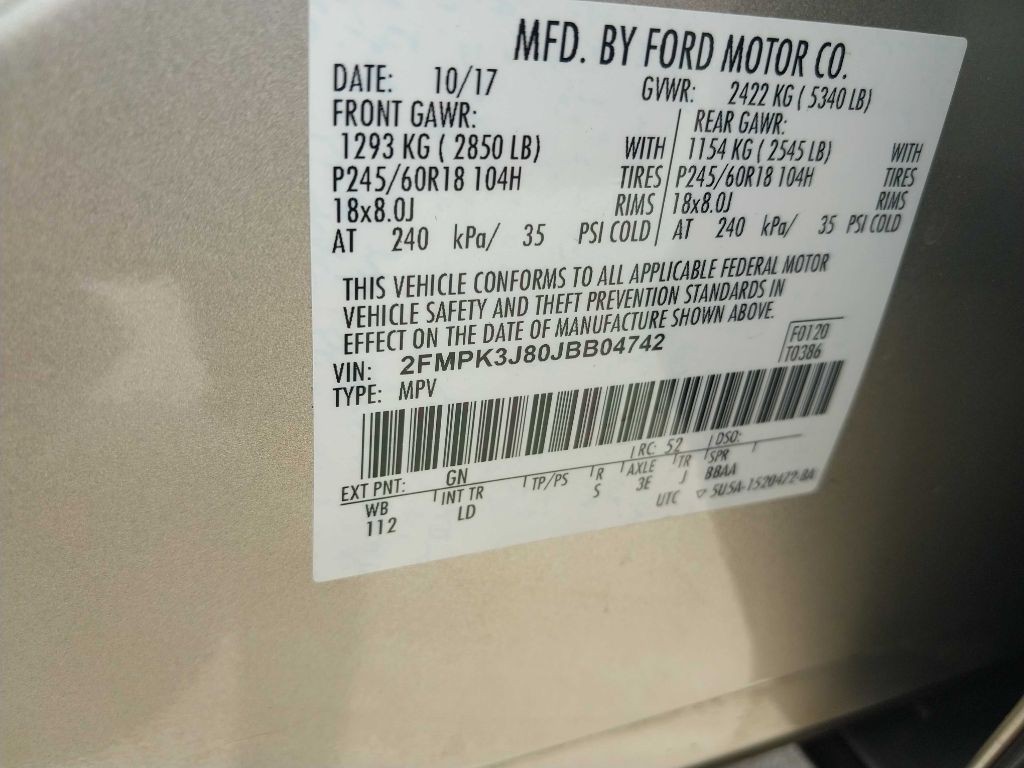 MFD. BY FORD MOTOR CO.
DATE: 10/17 GVWR: 2422 KG ( 5340 LB)
FRONT GAWR: REAR GAWR:
1293 KG ( 2850 LB) WITH 1154 KG ( 2545 LB) WITH
P245/60R18 104H TIRES P245/60R18 104H TIRES
18x8.0J RIMS 18x8.0J RIMS
AT 240 kPa/ 35 PSI COLD AT 240 kPa/ 35 PSI COLD
THIS VEHICLE CONFORMS TO ALL APPLICABLE FEDERAL MOTOR
VEHICLE SAFETY AND THEFT PREVENTION STANDARDS IN
EFFECT ON THE DATE OF MANUFACTURE SHOWN ABOVE.
VIN: 2FMPK3J80JBB04742 F0120
TYPE: MPV T0386
EXT PNT: GN RC: 52 DSO:
WB INT TR TP/PS R AXLE TR SPR
112 LD S 3E J BBAA
UTC 5U5A-1520472-BA